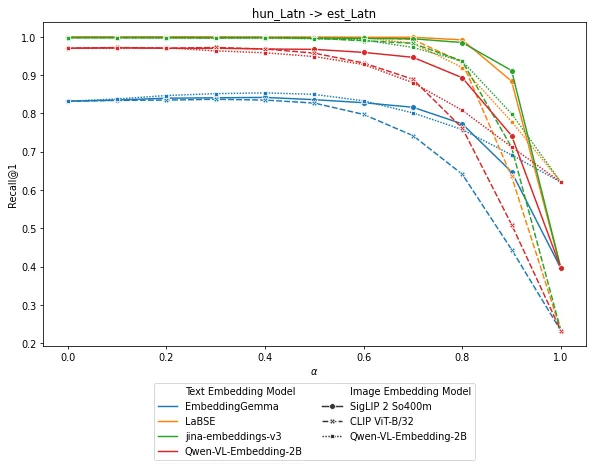 hun_Latn -> est_Latn
Recall@1
1.0
0.9
0.8
0.7
0.6
0.5
0.4
0.3
0.2
0.0 0.2 0.4 0.6 0.8 1.0
α
Text Embedding Model Image Embedding Model
EmbeddingGemma SigLIP 2 So400m
LaBSE CLIP ViT-B/32
jina-embeddings-v3 Qwen-VL-Embedding-2B
Qwen-VL-Embedding-2B